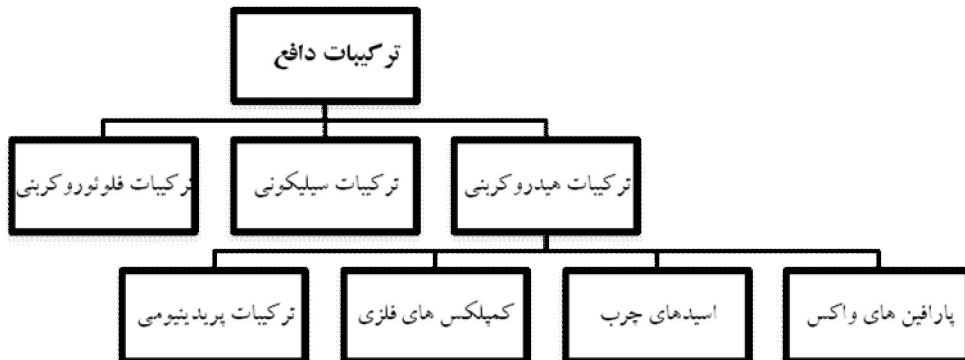 ترکیبات دافع
ترکیبات هیدروکربنی
ترکیبات سیلیکونی
ترکیبات فلوئوروکربنی
پارافین های واکس
اسیدهای چرب
کمپلکس های فلزی
ترکیبات پریدینیومی